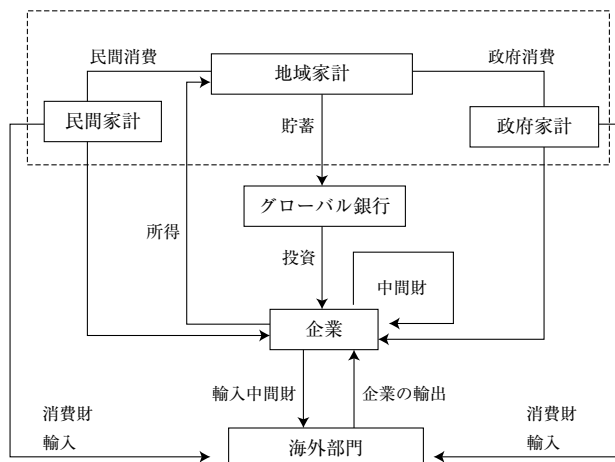 民間消費
地域家計
政府消費
民間家計
貯蓄
政府家計
グローバル銀行
所得
投資
中間財
企業
輸入中間財
企業の輸出
消費財
輸入
海外部門
消費財
輸入